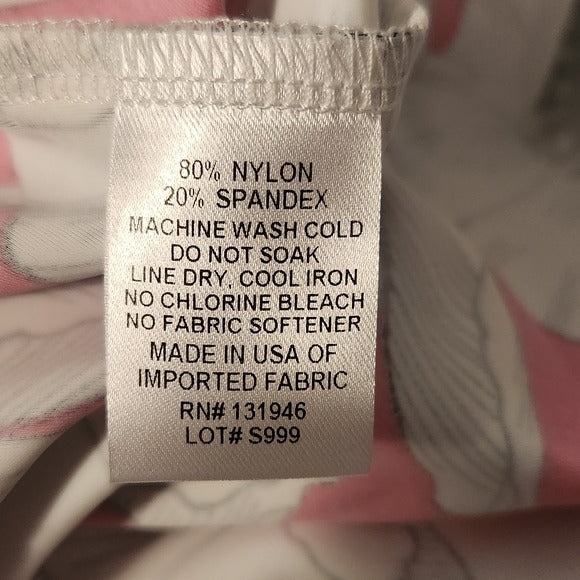 80% NYLON
20% SPANDEX
MACHINE WASH COLD
DO NOT SOAK
LINE DRY, COOL IRON
NO CHLORINE BLEACH
NO FABRIC SOFTENER
MADE IN USA OF
IMPORTED FABRIC
RN# 131946
LOT# S999